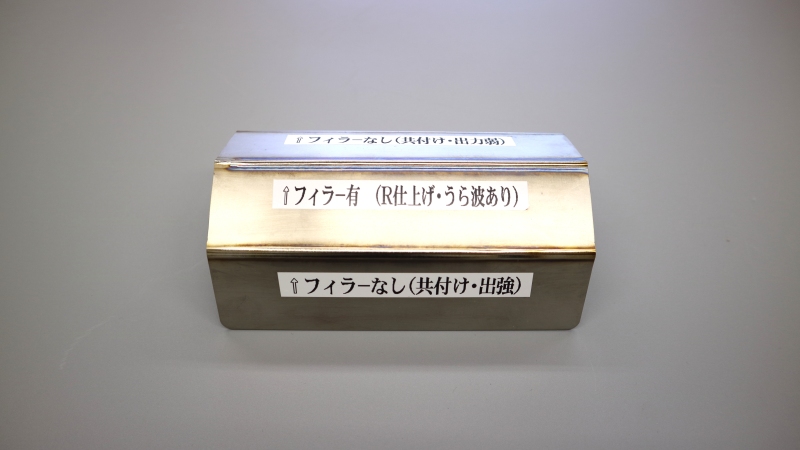 ⇧フィラーなし(共付け・出力弱)
⇧フィラー有 (R仕上げ・うら波あり)
⇧フィラーなし(共付け・出強)